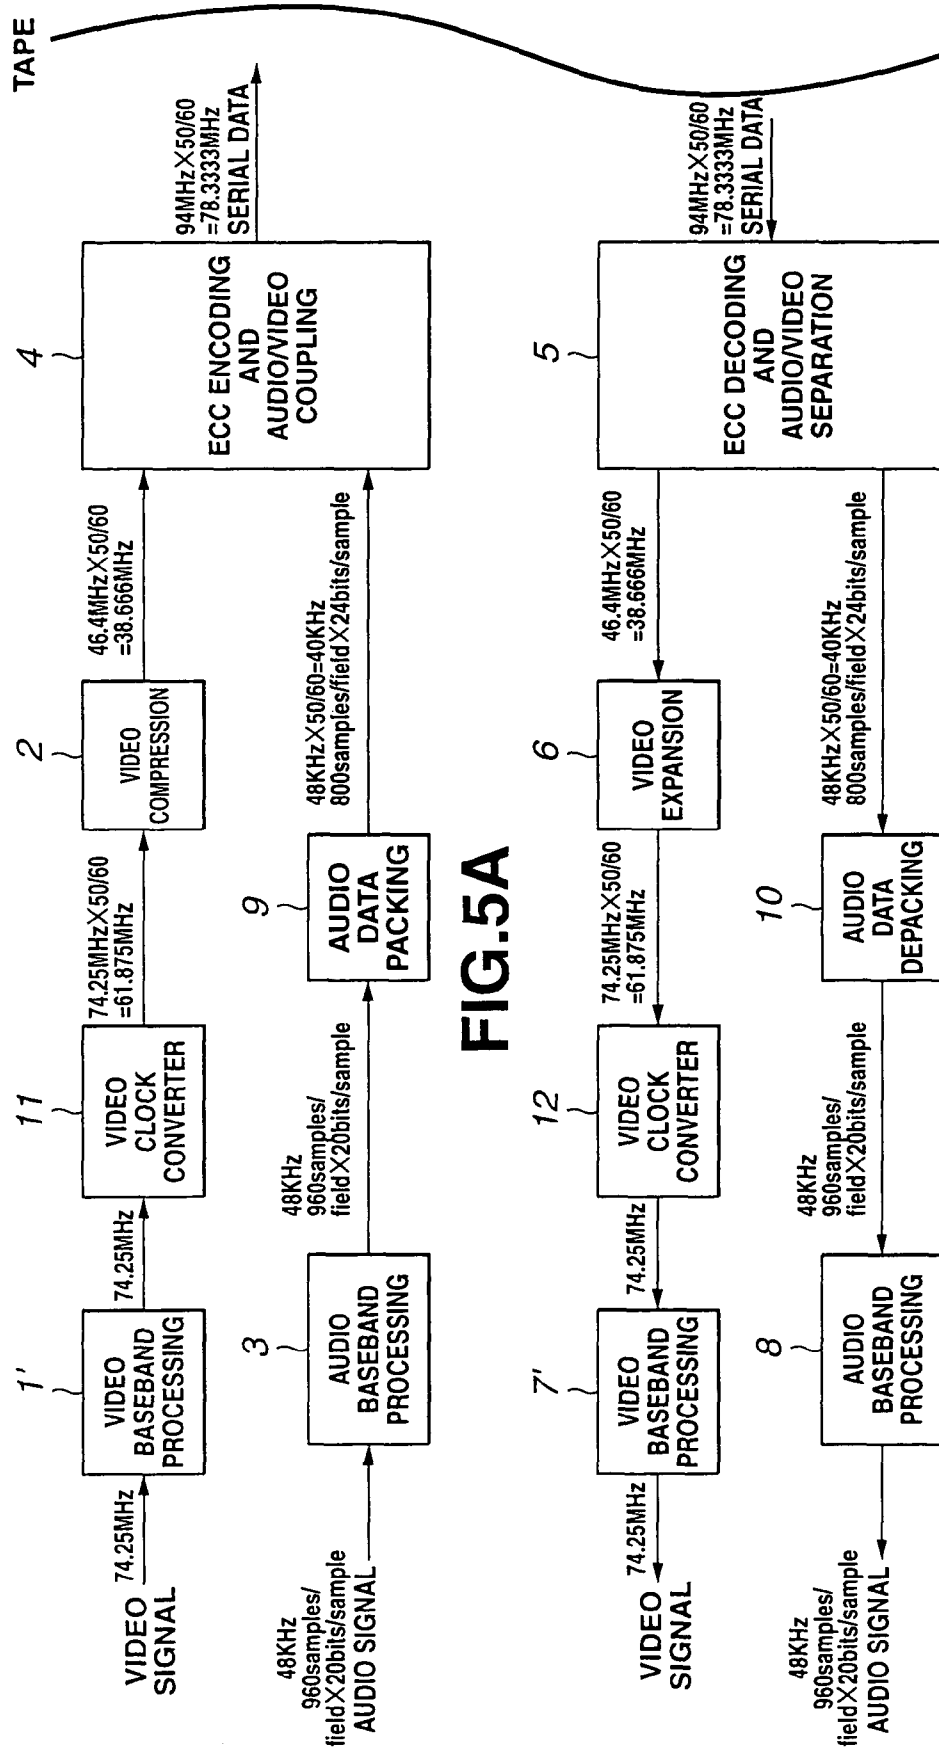 TAPE
VIDEO
SIGNAL
74.25MHz
1'
VIDEO
BASEBAND
PROCESSING
74.25MHz
11
VIDEO
CLOCK
CONVERTER
74.25MHz×50/60
=61.875MHz
2
VIDEO
COMPRESSION
46.4MHz×50/60
=38.666MHz
4
ECC ENCODING
AND
AUDIO/VIDEO
COUPLING
94MHz×50/60
=78.3333MHz
SERIAL DATA
48KHz
960samples/
field×20bits/sample
AUDIO SIGNAL
3
AUDIO
BASEBAND
PROCESSING
48KHz
960samples/
field×20bits/sample
9
AUDIO
DATA
PACKING
48KHz×50/60=40KHz
800samples/field×24bits/sample
FIG.5A
VIDEO
SIGNAL
74.25MHz
7'
VIDEO
BASEBAND
PROCESSING
74.25MHz
12
VIDEO
CLOCK
CONVERTER
74.25MHz×50/60
=61.875MHz
6
VIDEO
EXPANSION
46.4MHz×50/60
=38.666MHz
5
ECC DECODING
AND
AUDIO/VIDEO
SEPARATION
94MHz×50/60
=78.3333MHz
SERIAL DATA
48KHz
960samples/
field×20bits/sample
AUDIO SIGNAL
8
AUDIO
BASEBAND
PROCESSING
48KHz
960samples/
field×20bits/sample
10
AUDIO
DATA
DEPACKING
48KHz×50/60=40KHz
800samples/field×24bits/sample